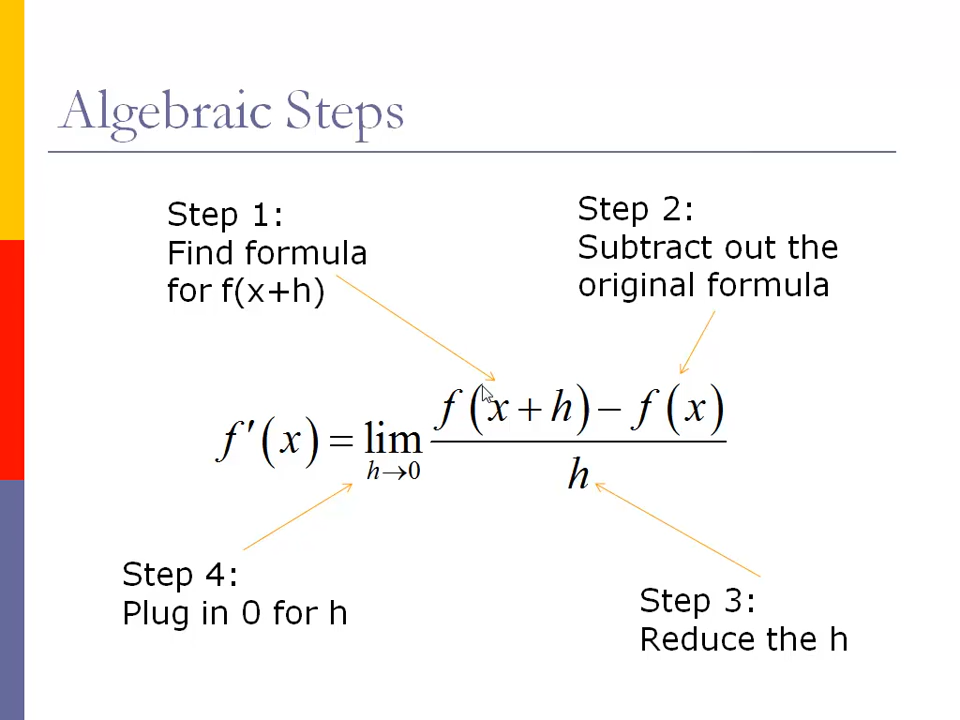 Algebraic Steps
Step 1:
Find formula
for f(x+h)
Step 2:
Subtract out the
original formula
f′(x) = lim h→0 (f(x+h) − f(x)) / h
Step 4:
Plug in 0 for h
Step 3:
Reduce the h